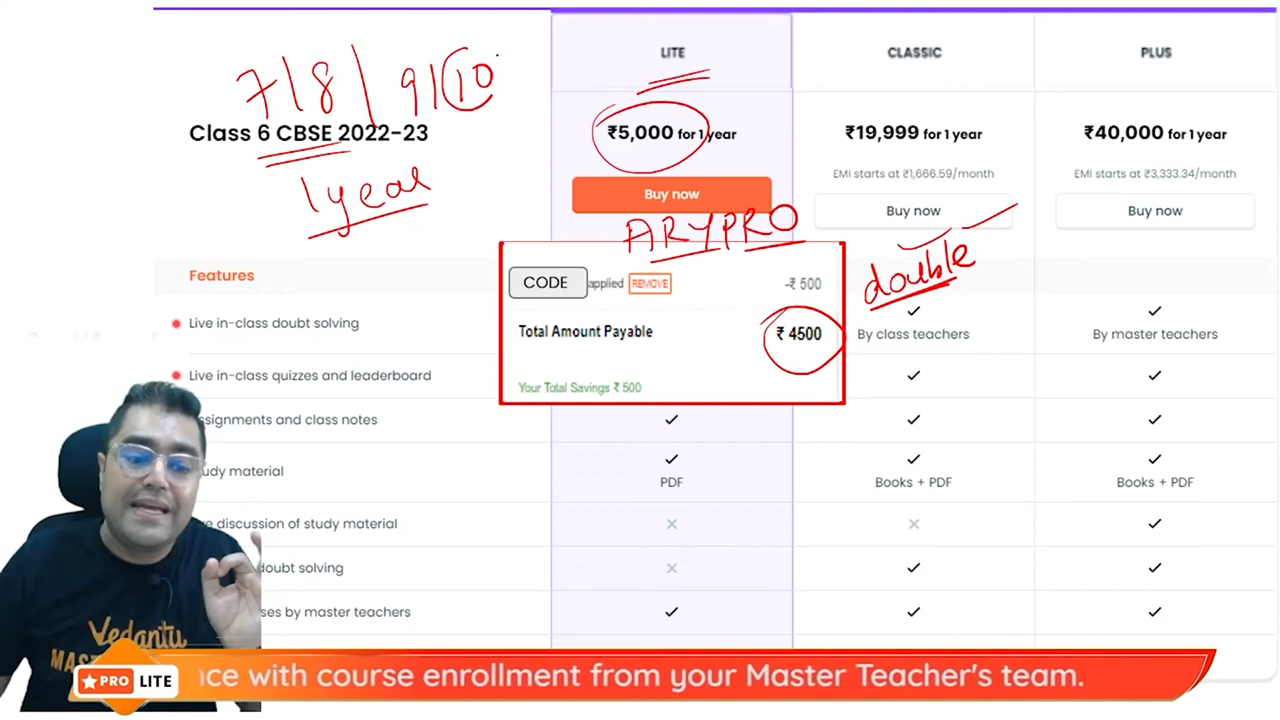 LITE
CLASSIC
PLUS
7/8/9/10
Class 6 CBSE 2022-23
₹5,000 for 1 year
₹19,999 for 1 year
₹40,000 for 1 year
EMI starts at ₹1,666.59/month
EMI starts at ₹3,333.34/month
1 year
Buy now
Buy now
Buy now
ARYPRO
double
Features
CODE applied REMOVE -₹ 500
Live in-class doubt solving
Total Amount Payable ₹ 4500
By class teachers
By master teachers
Live in-class quizzes and leaderboard
Your Total Savings ₹ 500
signments and class notes
udy material
PDF
Books + PDF
Books + PDF
discussion of study material
doubt solving
ses by master teachers
Vedantu
PRO LITE
nce with course enrollment from your Master Teacher's team.